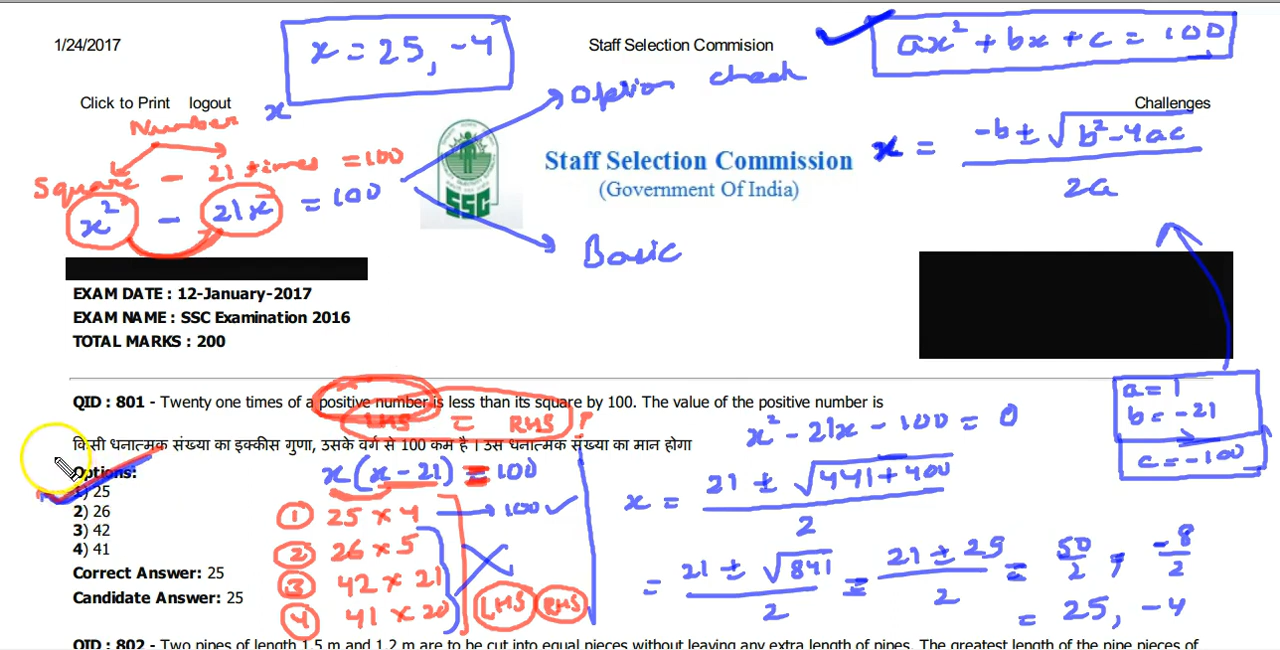 1/24/2017
x = 25, -4
Staff Selection Commision
ax² + bx + c = 100
Click to Print logout
x
Option check
Challenges
Number
x = -b ± √b² - 4ac
2a
Square - 21 times = 100
x² - 21x = 100
Staff Selection Commission
(Government Of India)
SSC
Basic
EXAM DATE : 12-January-2017
EXAM NAME : SSC Examination 2016
TOTAL MARKS : 200
a = 1
b = -21
c = -100
QID : 801 - Twenty one times of a positive number is less than its square by 100. The value of the positive number is
LHS = RHS !
x² - 21x - 100 = 0
किसी धनात्मक संख्या का इक्कीस गुणा, उसके वर्ग से 100 कम है । उस धनात्मक संख्या का मान होगा
Options:
1) 25
2) 26
3) 42
4) 41
Correct Answer: 25
Candidate Answer: 25
x(x - 21) = 100
① 25 × 4 → 100 ✓
② 26 × 5
③ 42 × 21
④ 41 × 20
LHS RHS
x = 21 ± √441 + 400
2
= 21 ± √841
2
= 21 ± 29
2
= 50/2 , -8/2
= 25, -4
QID : 802 - Two pipes of length 1.5 m and 1.2 m are to be cut into equal pieces without leaving any extra length of pipes. The greatest length of the pipe pieces of